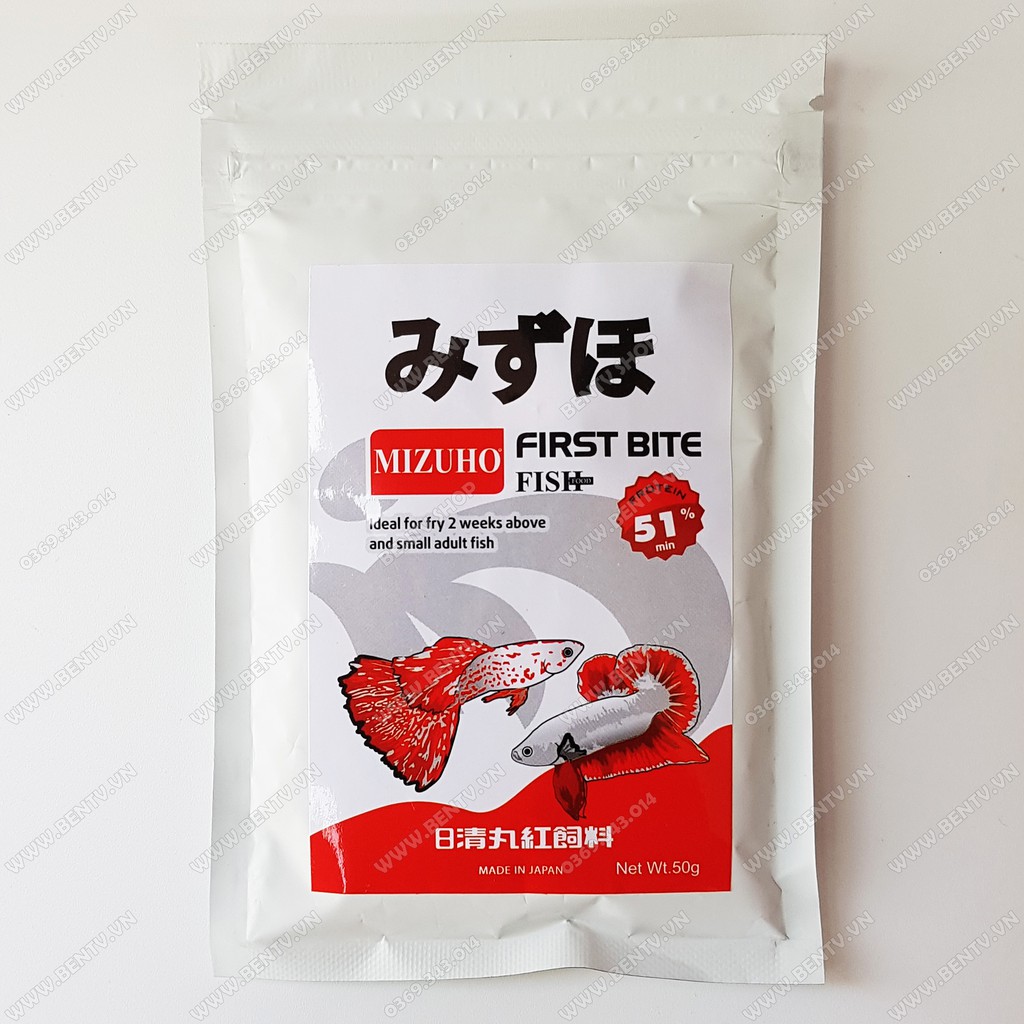 みずほ
MIZUHO®
FIRST BITE
FISH FOOD
PROTEIN
51%
min
Ideal for fry 2 weeks above
and small adult fish
日清丸紅飼料
MADE IN JAPAN
Net Wt.50g
WWW.BENTV.VN
0369.343.014
BENTV SHOP